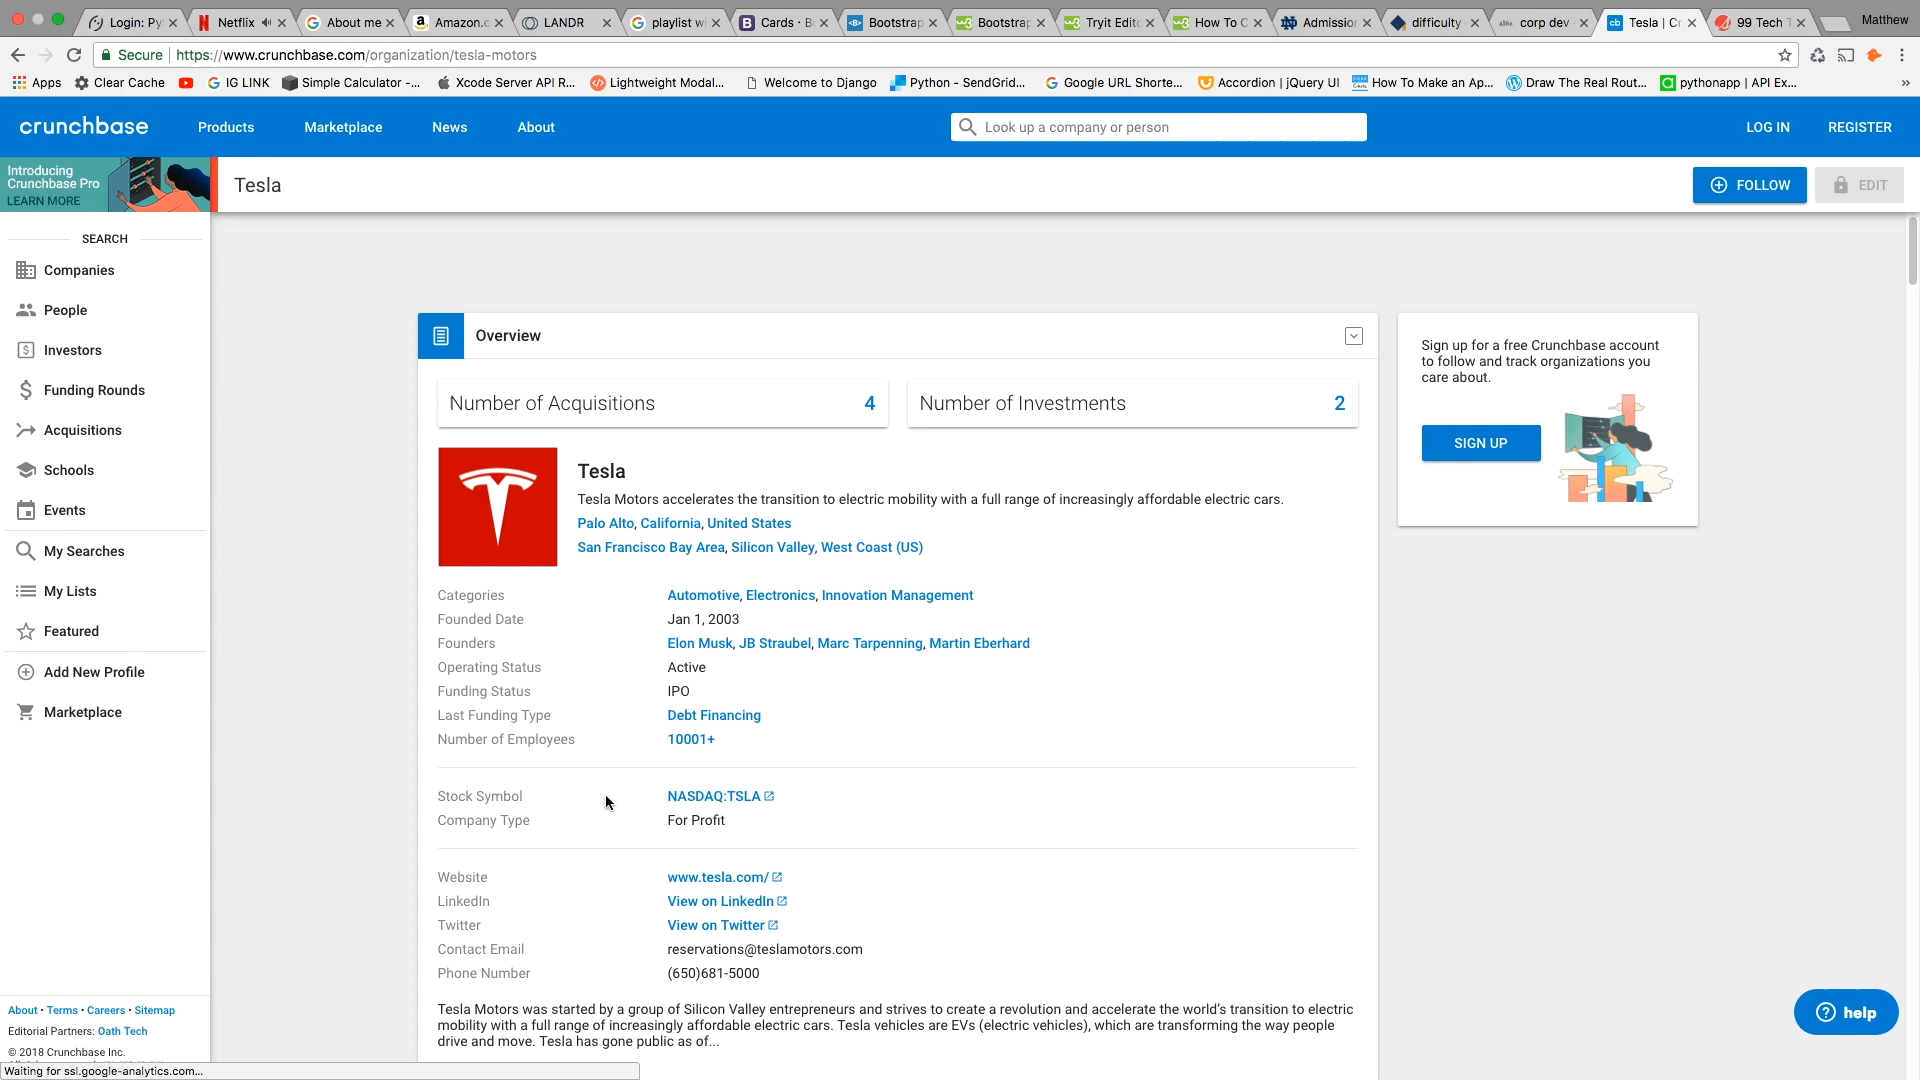 Login: Py
Netflix
About me
Amazon.c
LANDR
playlist wi
Cards · B
Bootstrap
Bootstrap
Tryit Edito
How To C
Admission
difficulty
corp dev -
Tesla | Cr
99 Tech T
Matthew
Secure https://www.crunchbase.com/organization/tesla-motors
Apps Clear Cache IG LINK Simple Calculator -... Xcode Server API R... Lightweight Modal... Welcome to Django Python - SendGrid... Google URL Shorte... Accordion | jQuery UI How To Make an Ap... Draw The Real Rout... pythonapp | API Ex... »
crunchbase Products Marketplace News About Look up a company or person LOG IN REGISTER
Introducing
Crunchbase Pro
LEARN MORE
Tesla
FOLLOW
EDIT
SEARCH
Companies
People
Investors
Funding Rounds
Acquisitions
Schools
Events
My Searches
My Lists
Featured
Add New Profile
Marketplace
About • Terms • Careers • Sitemap
Editorial Partners: Oath Tech
© 2018 Crunchbase Inc.
Waiting for ssl.google-analytics.com...
Overview
Number of Acquisitions 4
Number of Investments 2
Tesla
Tesla Motors accelerates the transition to electric mobility with a full range of increasingly affordable electric cars.
Palo Alto, California, United States
San Francisco Bay Area, Silicon Valley, West Coast (US)
Categories Automotive, Electronics, Innovation Management
Founded Date Jan 1, 2003
Founders Elon Musk, JB Straubel, Marc Tarpenning, Martin Eberhard
Operating Status Active
Funding Status IPO
Last Funding Type Debt Financing
Number of Employees 10001+
Stock Symbol NASDAQ:TSLA
Company Type For Profit
Website www.tesla.com/
LinkedIn View on LinkedIn
Twitter View on Twitter
Contact Email reservations@teslamotors.com
Phone Number (650)681-5000
Tesla Motors was started by a group of Silicon Valley entrepreneurs and strives to create a revolution and accelerate the world's transition to electric
mobility with a full range of increasingly affordable electric cars. Tesla vehicles are EVs (electric vehicles), which are transforming the way people
drive and move. Tesla has gone public as of...
Sign up for a free Crunchbase account
to follow and track organizations you
care about.
SIGN UP
help